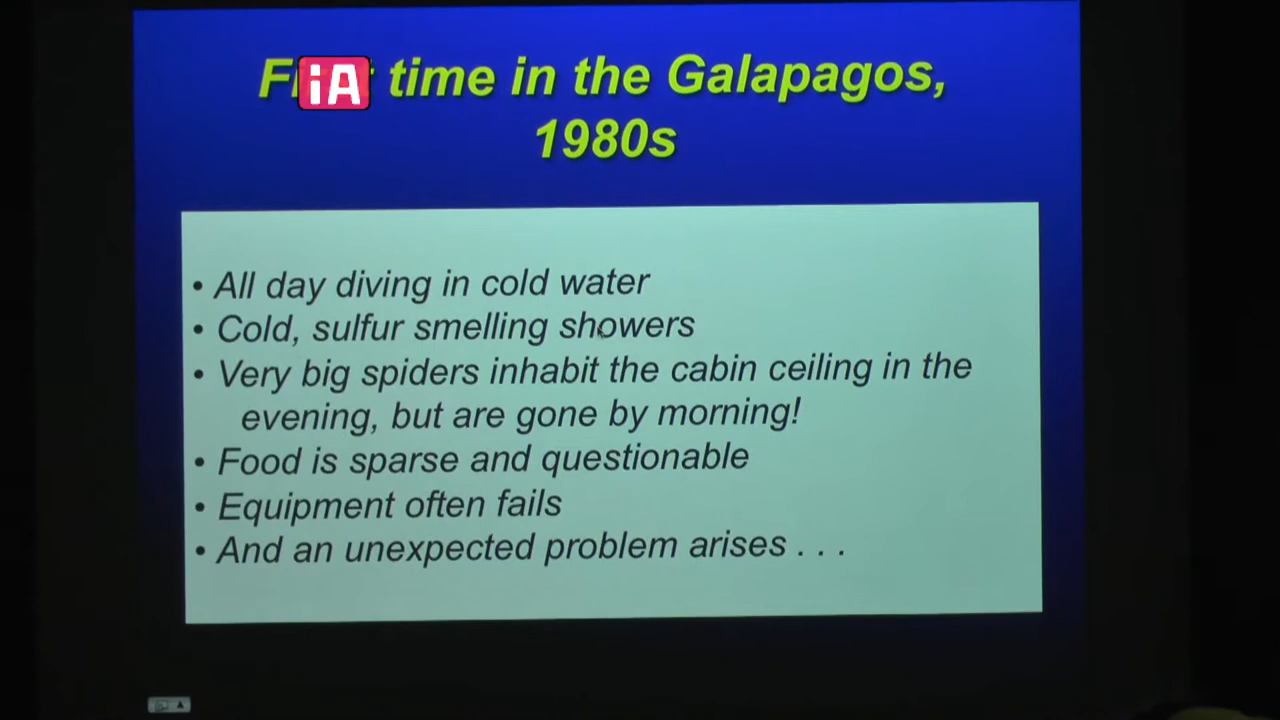 iA time in the Galapagos,
1980s
• All day diving in cold water
• Cold, sulfur smelling showers
• Very big spiders inhabit the cabin ceiling in the
evening, but are gone by morning!
• Food is sparse and questionable
• Equipment often fails
• And an unexpected problem arises . . .